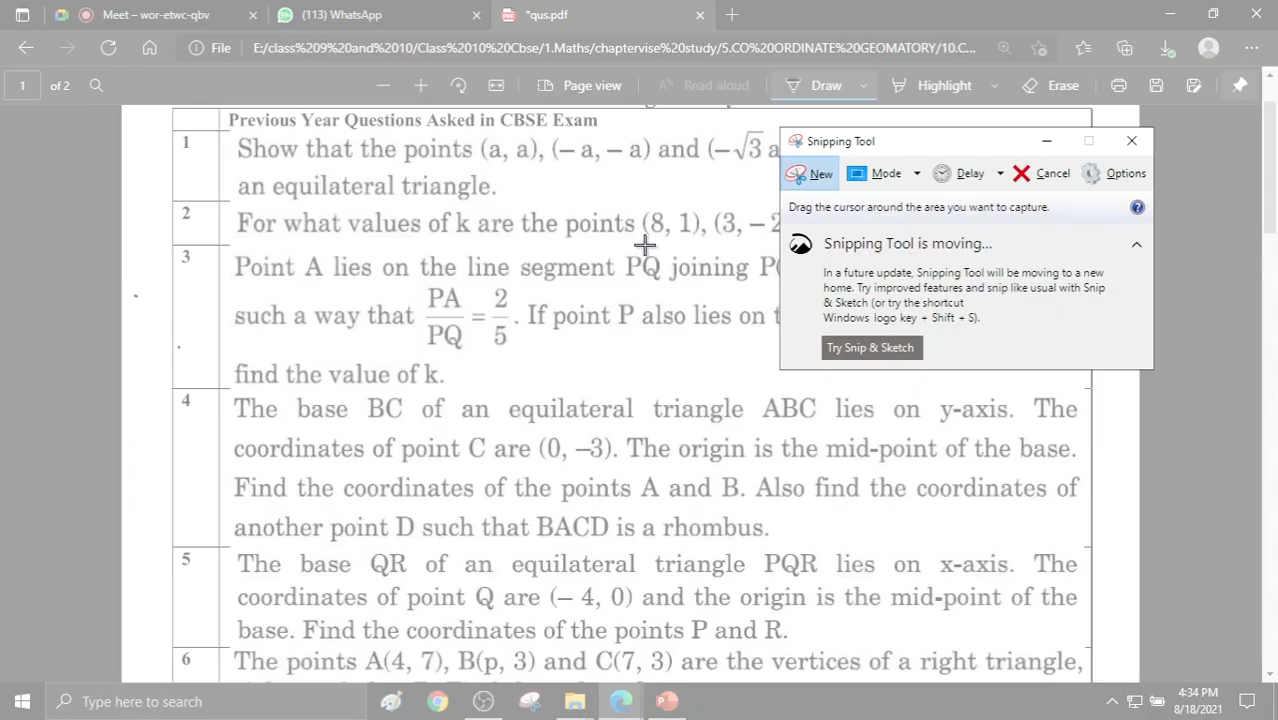 Meet – wor-etwc-qbv
(113) WhatsApp
*qus.pdf
File
E:/class%209%20and%2010/Class%2010%20Cbse/1.Maths/chaptervise%20study/5.CO%20ORDINATE%20GEOMATORY/10.C...
1 of 2
Page view
Read aloud
Draw
Highlight
Erase
Previous Year Questions Asked in CBSE Exam
1
Show that the points (a, a), (– a, – a) and (–√3 a
an equilateral triangle.
2
For what values of k are the points (8, 1), (3, – 2
3
Point A lies on the line segment PQ joining P(
such a way that PA/PQ = 2/5 . If point P also lies on t
find the value of k.
4
The base BC of an equilateral triangle ABC lies on y-axis. The
coordinates of point C are (0, –3). The origin is the mid-point of the base.
Find the coordinates of the points A and B. Also find the coordinates of
another point D such that BACD is a rhombus.
5
The base QR of an equilateral triangle PQR lies on x-axis. The
coordinates of point Q are (– 4, 0) and the origin is the mid-point of the
base. Find the coordinates of the points P and R.
6
The points A(4, 7), B(p, 3) and C(7, 3) are the vertices of a right triangle,
Snipping Tool
New
Mode
Delay
Cancel
Options
Drag the cursor around the area you want to capture.
Snipping Tool is moving...
In a future update, Snipping Tool will be moving to a new
home. Try improved features and snip like usual with Snip
& Sketch (or try the shortcut
Windows logo key + Shift + S).
Try Snip & Sketch
Type here to search
4:34 PM
8/18/2021